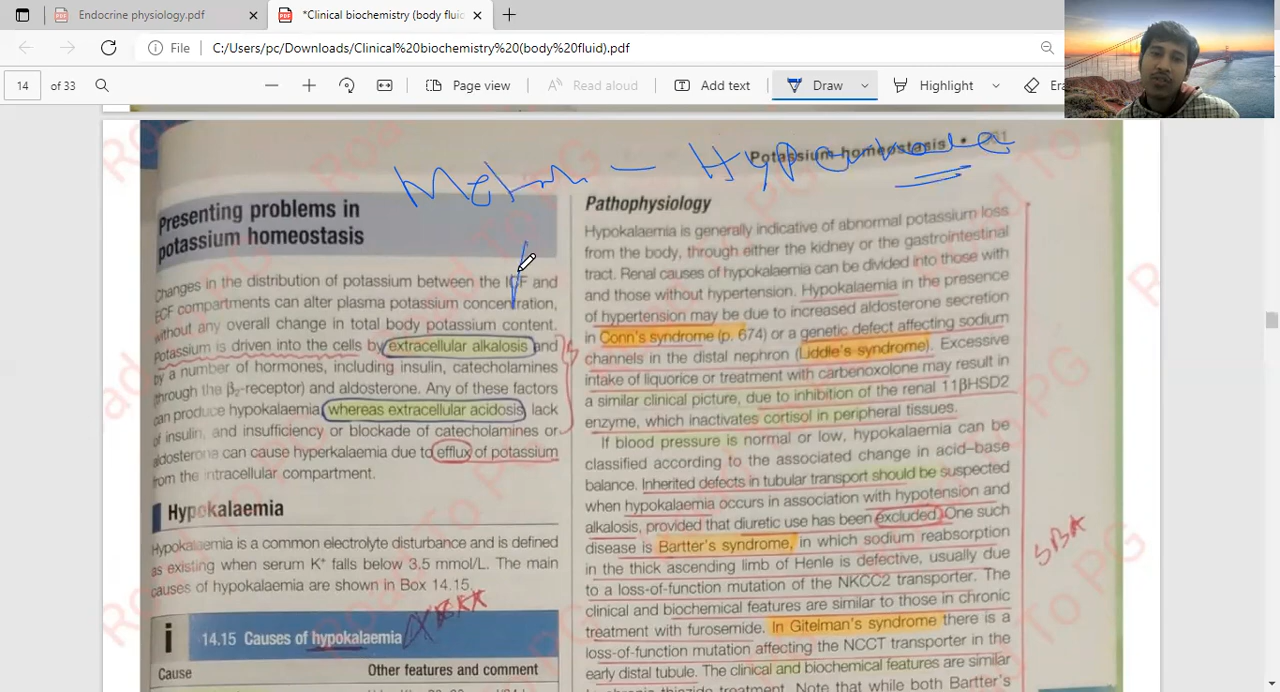 Endocrine physiology.pdf
*Clinical biochemistry (body fluid
File
C:/Users/pc/Downloads/Clinical%20biochemistry%20(body%20fluid).pdf
14
of 33
Page view
Read aloud
Add text
Draw
Highlight
Era
Potassium homeostasis •
Presenting problems in
potassium homeostasis
Changes in the distribution of potassium between the ICF and
ECF compartments can alter plasma potassium concentration,
without any overall change in total body potassium content.
Potassium is driven into the cells by extracellular alkalosis and
by a number of hormones, including insulin, catecholamines
(through the β₂-receptor) and aldosterone. Any of these factors
can produce hypokalaemia whereas extracellular acidosis, lack
of insulin, and insufficiency or blockade of catecholamines or
aldosterone can cause hyperkalaemia due to efflux of potassium
from the intracellular compartment.
Hypokalaemia
Hypokalaemia is a common electrolyte disturbance and is defined
as existing when serum K⁺ falls below 3.5 mmol/L. The main
causes of hypokalaemia are shown in Box 14.15.
i 14.15 Causes of hypokalaemia
Cause Other features and comment
Pathophysiology
Hypokalaemia is generally indicative of abnormal potassium loss
from the body, through either the kidney or the gastrointestinal
tract. Renal causes of hypokalaemia can be divided into those with
and those without hypertension. Hypokalaemia in the presence
of hypertension may be due to increased aldosterone secretion
in Conn's syndrome (p. 674) or a genetic defect affecting sodium
channels in the distal nephron (Liddle's syndrome). Excessive
intake of liquorice or treatment with carbenoxolone may result in
a similar clinical picture, due to inhibition of the renal 11βHSD2
enzyme, which inactivates cortisol in peripheral tissues.
If blood pressure is normal or low, hypokalaemia can be
classified according to the associated change in acid–base
balance. Inherited defects in tubular transport should be suspected
when hypokalaemia occurs in association with hypotension and
alkalosis, provided that diuretic use has been excluded. One such
disease is Bartter's syndrome, in which sodium reabsorption
in the thick ascending limb of Henle is defective, usually due
to a loss-of-function mutation of the NKCC2 transporter. The
clinical and biochemical features are similar to those in chronic
treatment with furosemide. In Gitelman's syndrome there is a
loss-of-function mutation affecting the NCCT transporter in the
early distal tubule. The clinical and biochemical features are similar
to chronic thiazide treatment. Note that while both Bartter's
SBA